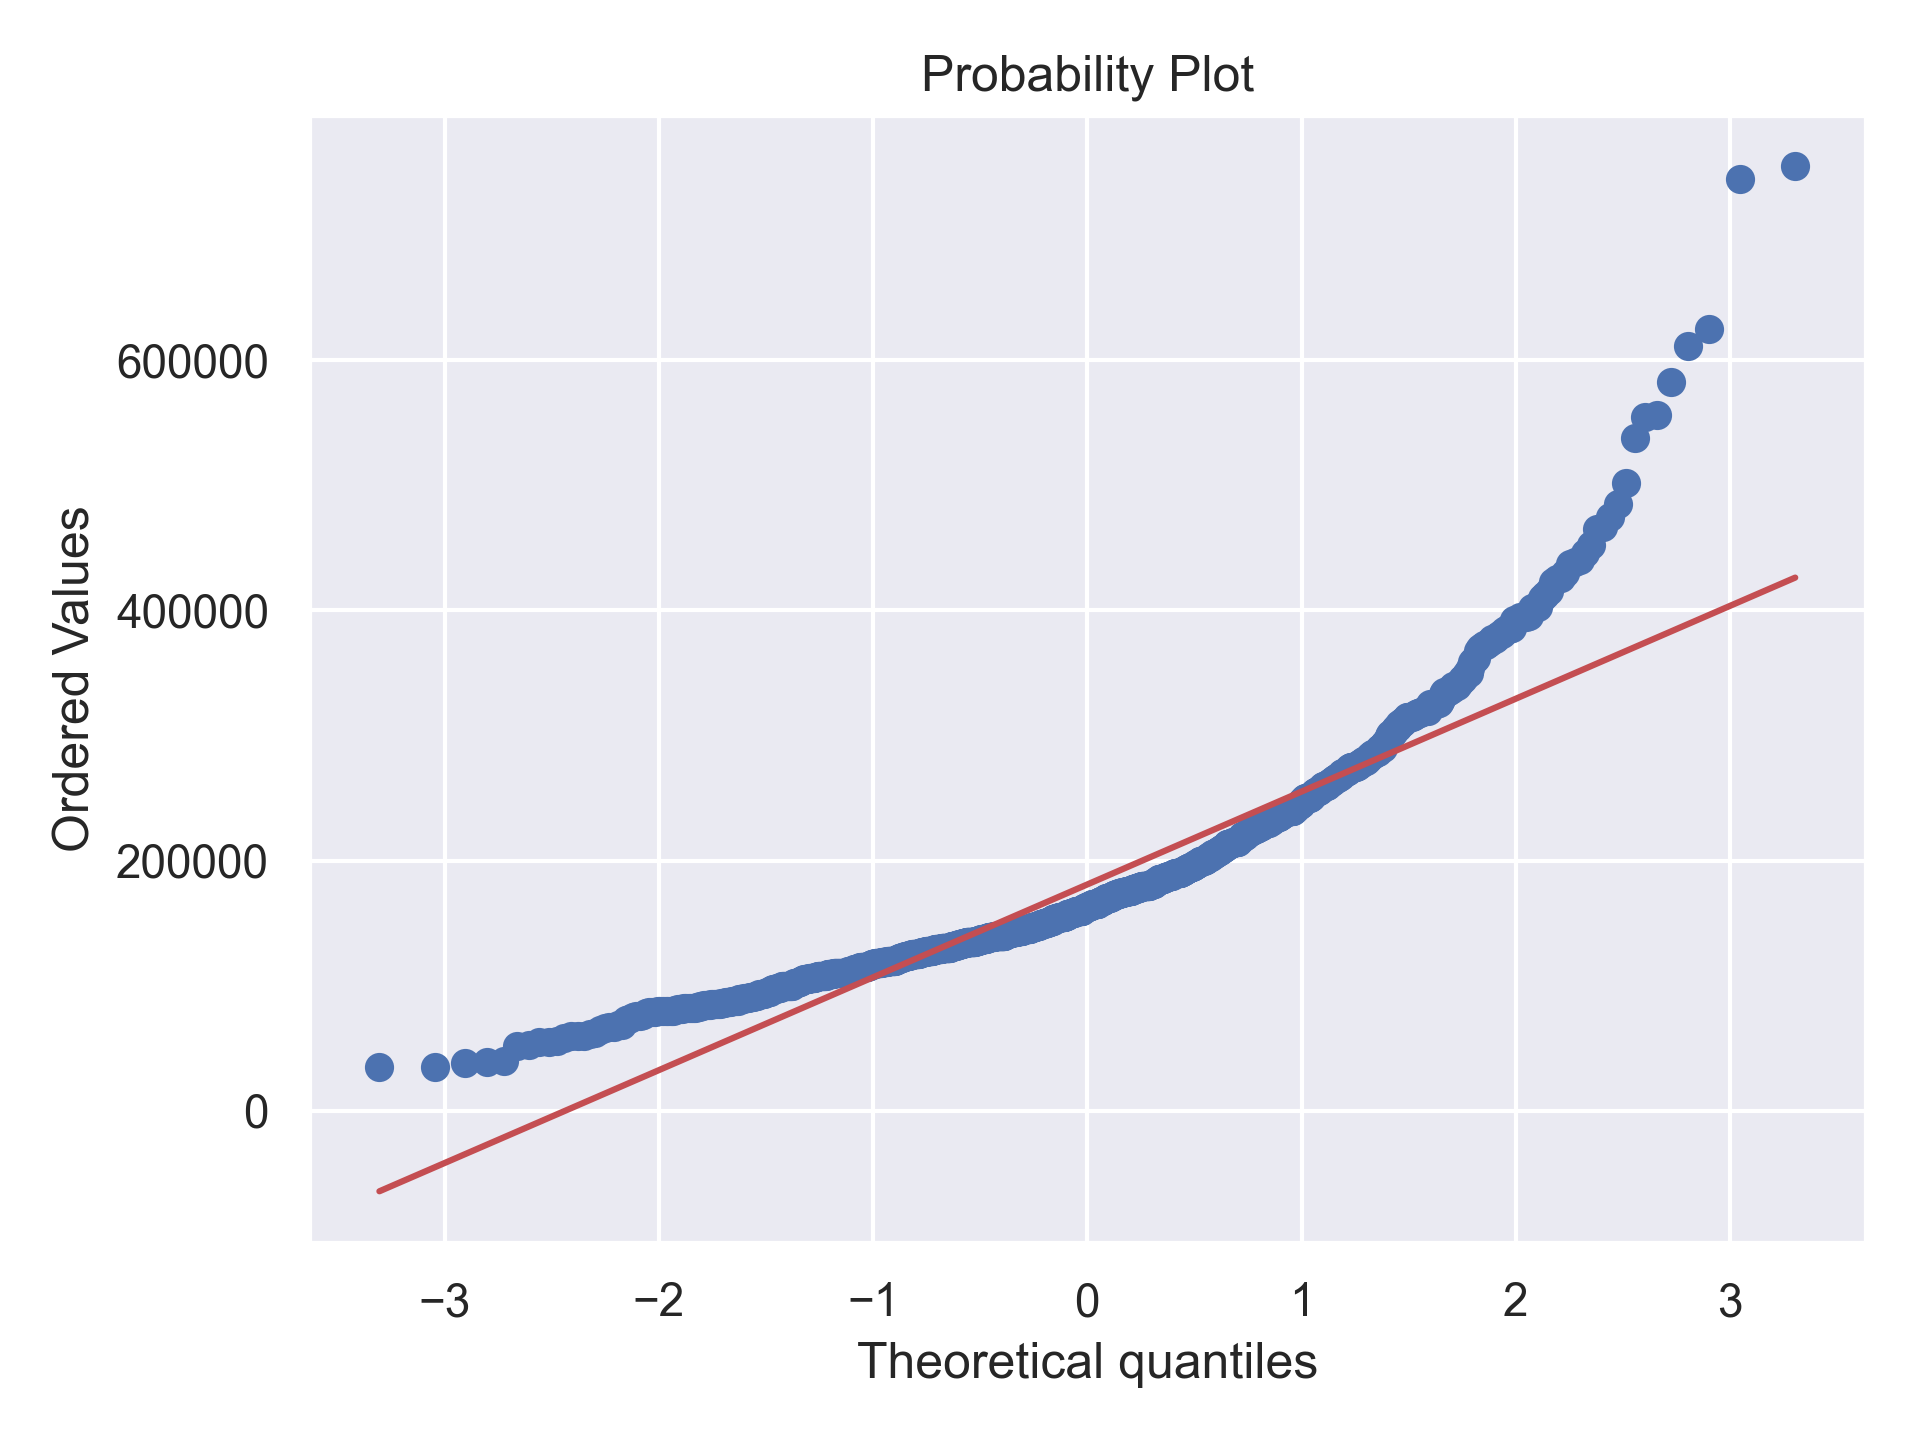 Probability Plot
Ordered Values
600000
400000
200000
0
−3 −2 −1 0 1 2 3
Theoretical quantiles